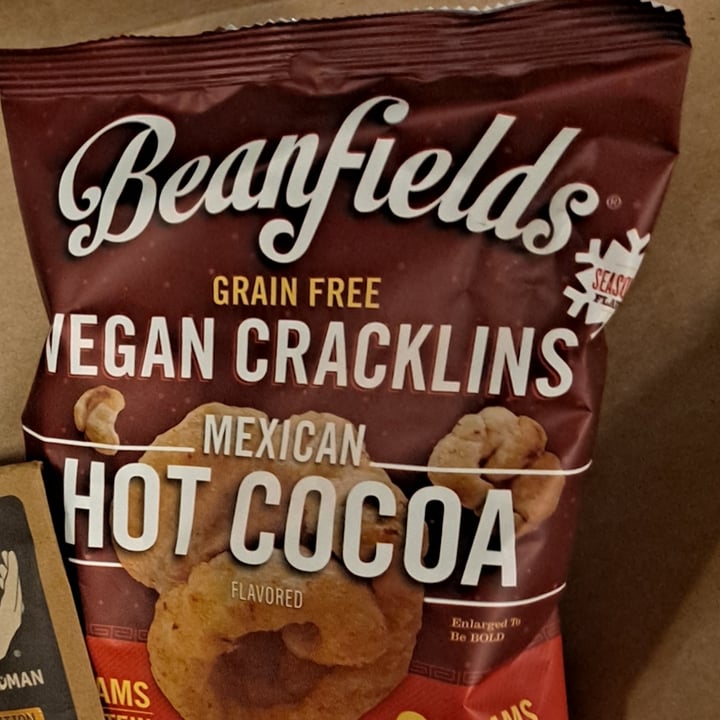 Beanfields®
GRAIN FREE
VEGAN CRACKLINS
MEXICAN
HOT COCOA
FLAVORED
Enlarged To
Be BOLD